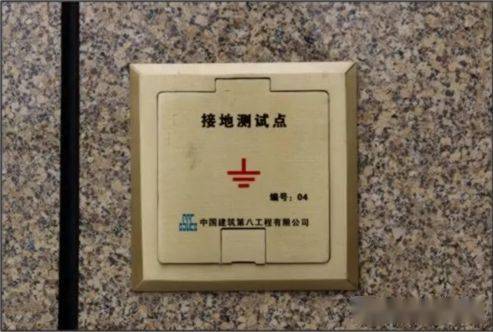 接地测试点
编号：04
中国建筑第八工程有限公司